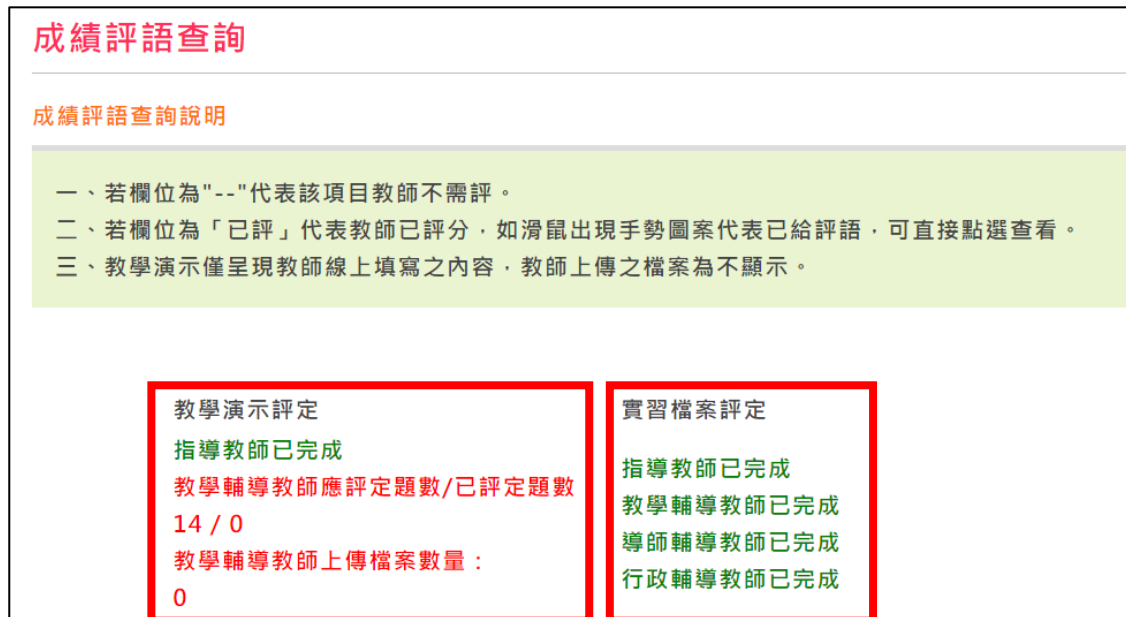 成績評語查詢
成績評語查詢說明
一、若欄位為"--"代表該項目教師不需評。
二、若欄位為「已評」代表教師已評分，如滑鼠出現手勢圖案代表已給評語，可直接點選查看。
三、教學演示僅呈現教師線上填寫之內容，教師上傳之檔案為不顯示。
教學演示評定
指導教師已完成
教學輔導教師應評定題數/已評定題數
14 / 0
教學輔導教師上傳檔案數量：
0
實習檔案評定
指導教師已完成
教學輔導教師已完成
導師輔導教師已完成
行政輔導教師已完成